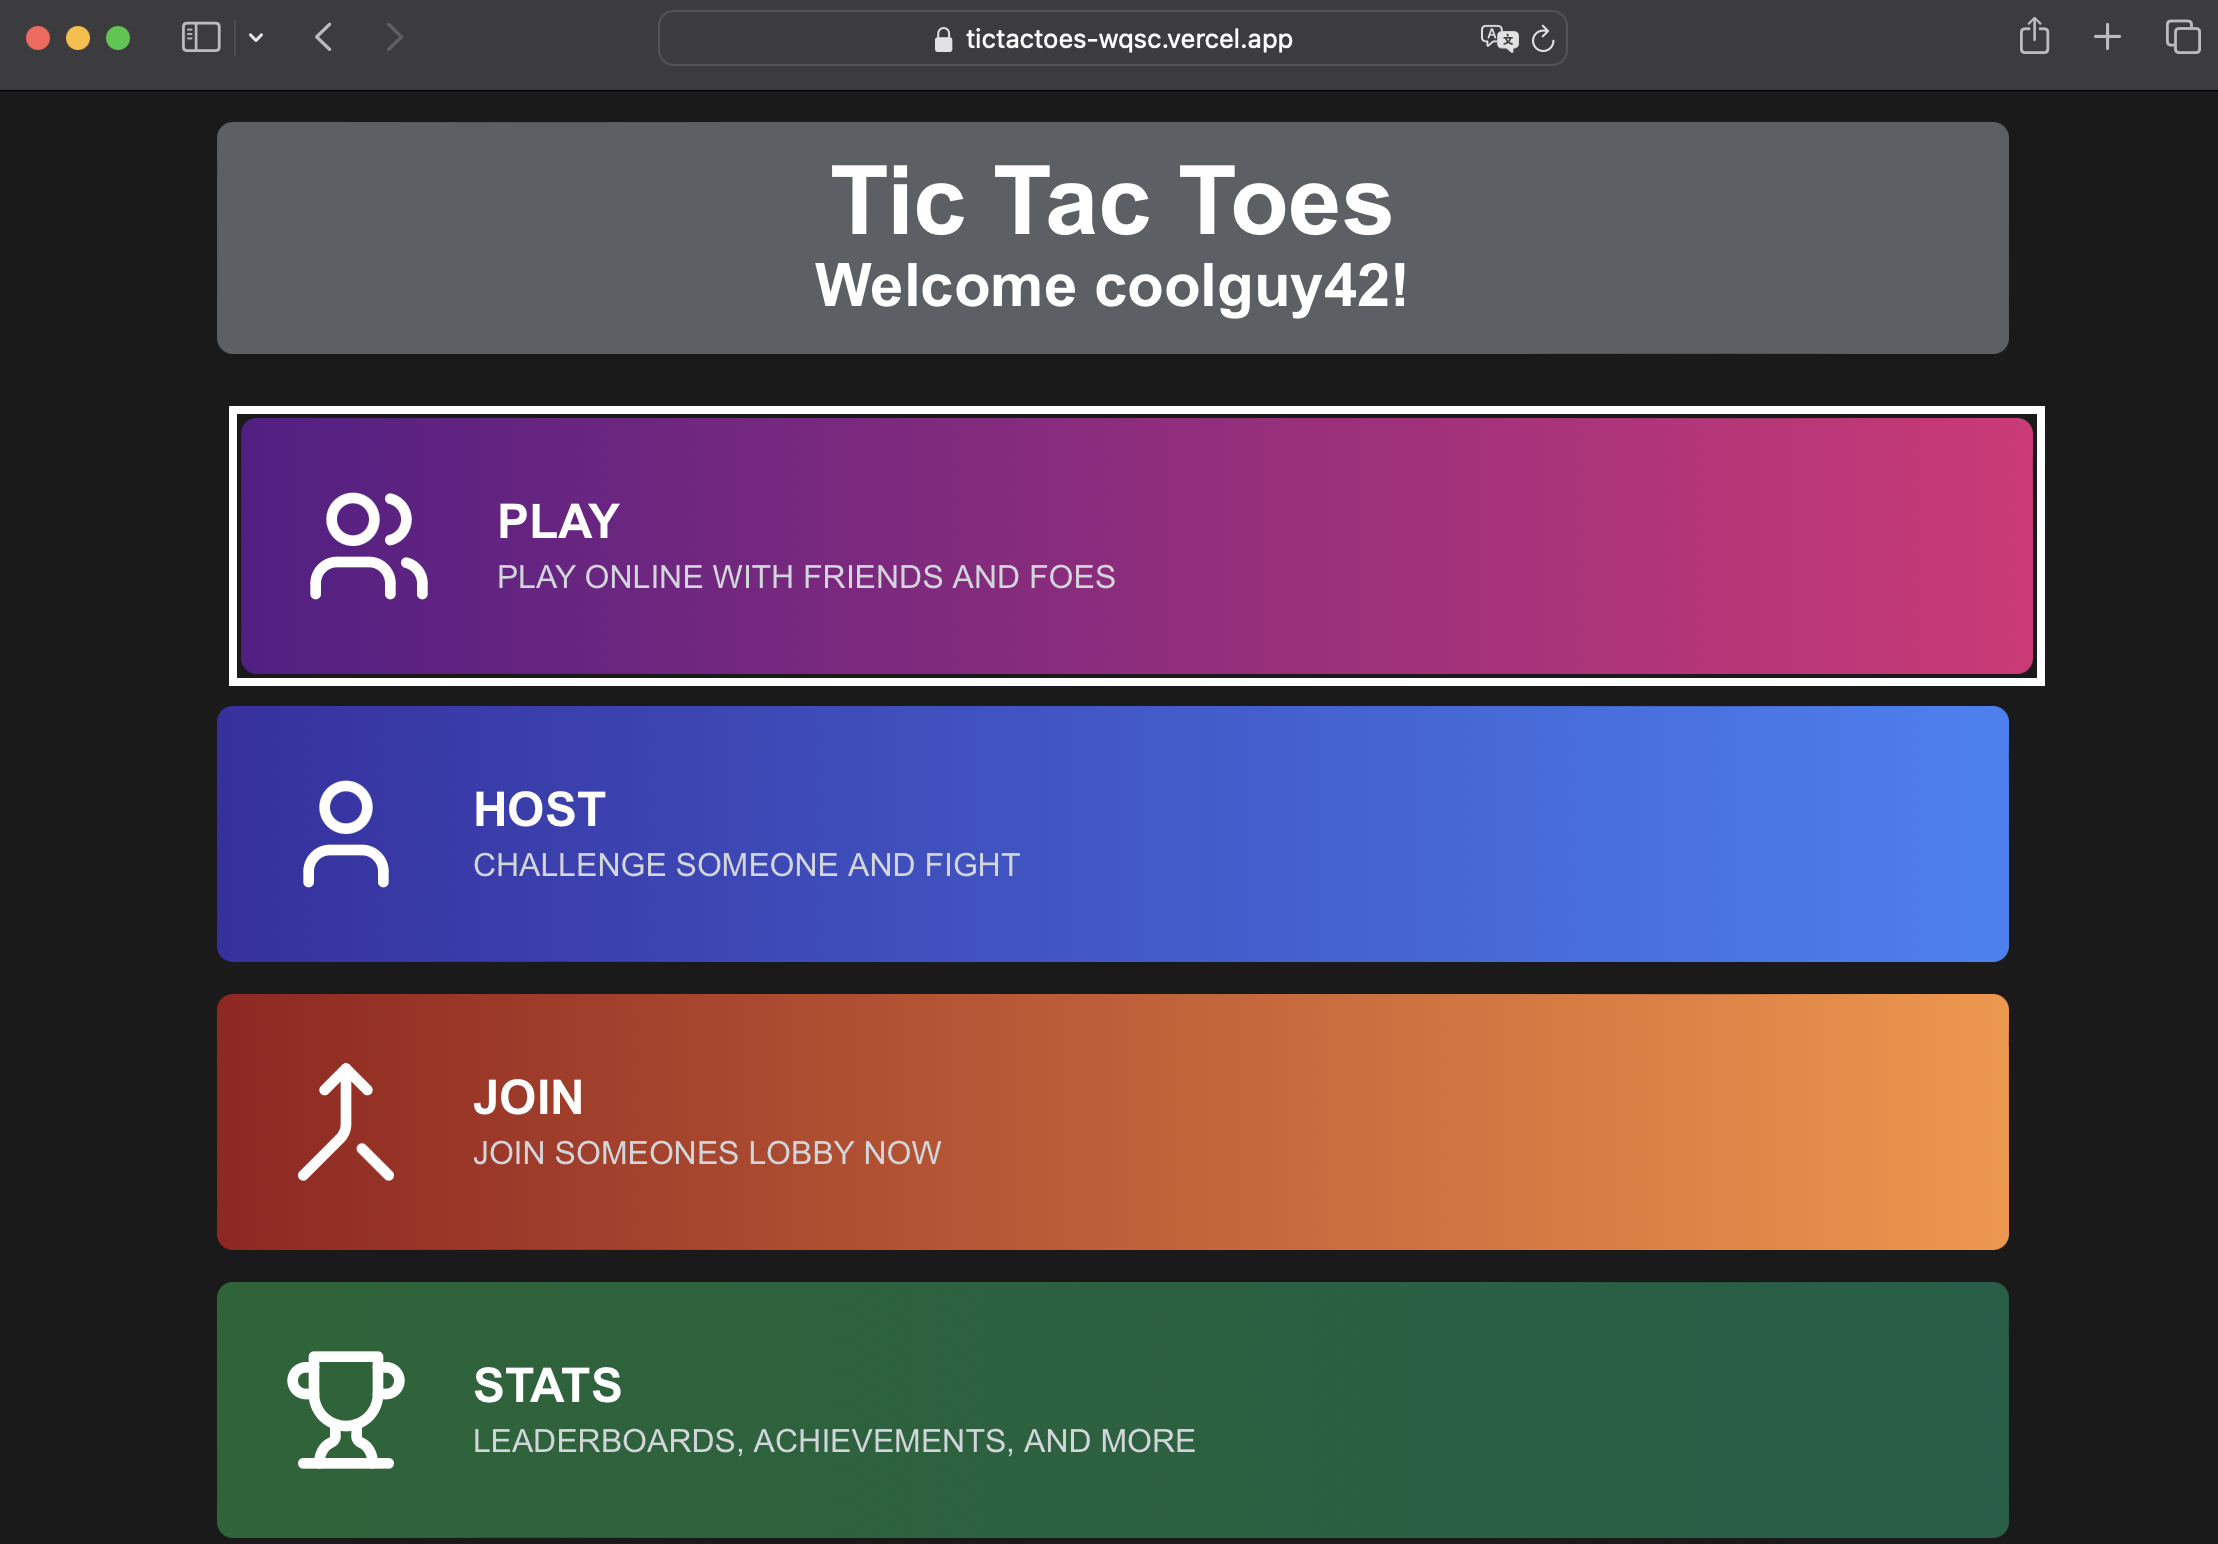 tictactoes-wqsc.vercel.app
Tic Tac Toes
Welcome coolguy42!
PLAY
PLAY ONLINE WITH FRIENDS AND FOES
HOST
CHALLENGE SOMEONE AND FIGHT
JOIN
JOIN SOMEONES LOBBY NOW
STATS
LEADERBOARDS, ACHIEVEMENTS, AND MORE